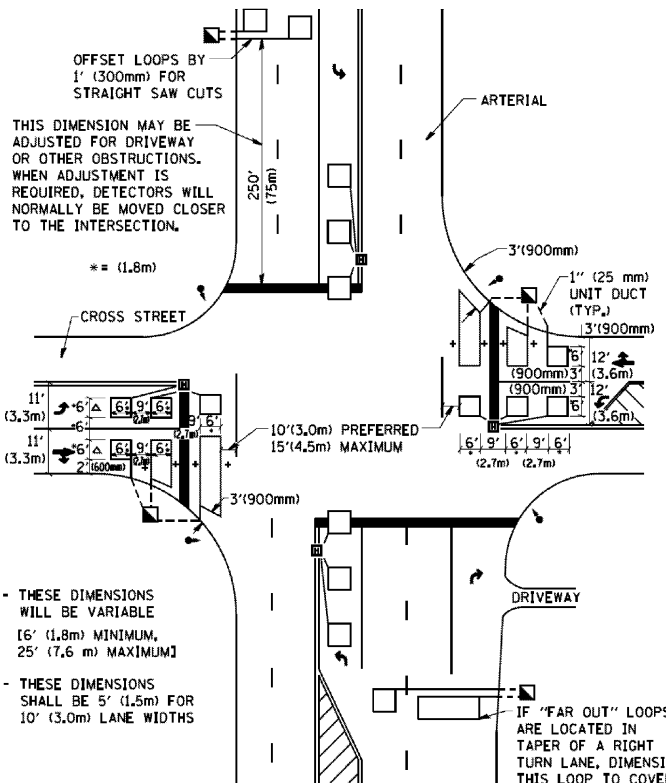 OFFSET LOOPS BY
1' (300mm) FOR
STRAIGHT SAW CUTS
THIS DIMENSION MAY BE
ADJUSTED FOR DRIVEWAY
OR OTHER OBSTRUCTIONS.
WHEN ADJUSTMENT IS
REQUIRED, DETECTORS WILL
NORMALLY BE MOVED CLOSER
TO THE INTERSECTION.
* = (1.8m)
250'
(75m)
ARTERIAL
3'(900mm)
1" (25 mm)
UNIT DUCT
(TYP.)
3'(900mm)
CROSS STREET
6'
12'
(3.6m)
(900mm) 3'
(900mm) 3'
12'
6'
(3.6m)
11'
(3.3m)
*6'
6' 9' 6'
*6'
9' 6'
(2.7m)
11'
(3.3m)
*6'
6' 9' 6'
2' (600mm)
10'(3.0m) PREFERRED
15'(4.5m) MAXIMUM
6' 9' 6' 9' 6'
(2.7m) (2.7m)
3'(900mm)
- THESE DIMENSIONS
WILL BE VARIABLE
[6' (1.8m) MINIMUM,
25' (7.6 m) MAXIMUM]
- THESE DIMENSIONS
SHALL BE 5' (1.5m) FOR
10' (3.0m) LANE WIDTHS
DRIVEWAY
IF "FAR OUT" LOOPS
ARE LOCATED IN
TAPER OF A RIGHT
TURN LANE, DIMENSI
THIS LOOP TO COVE